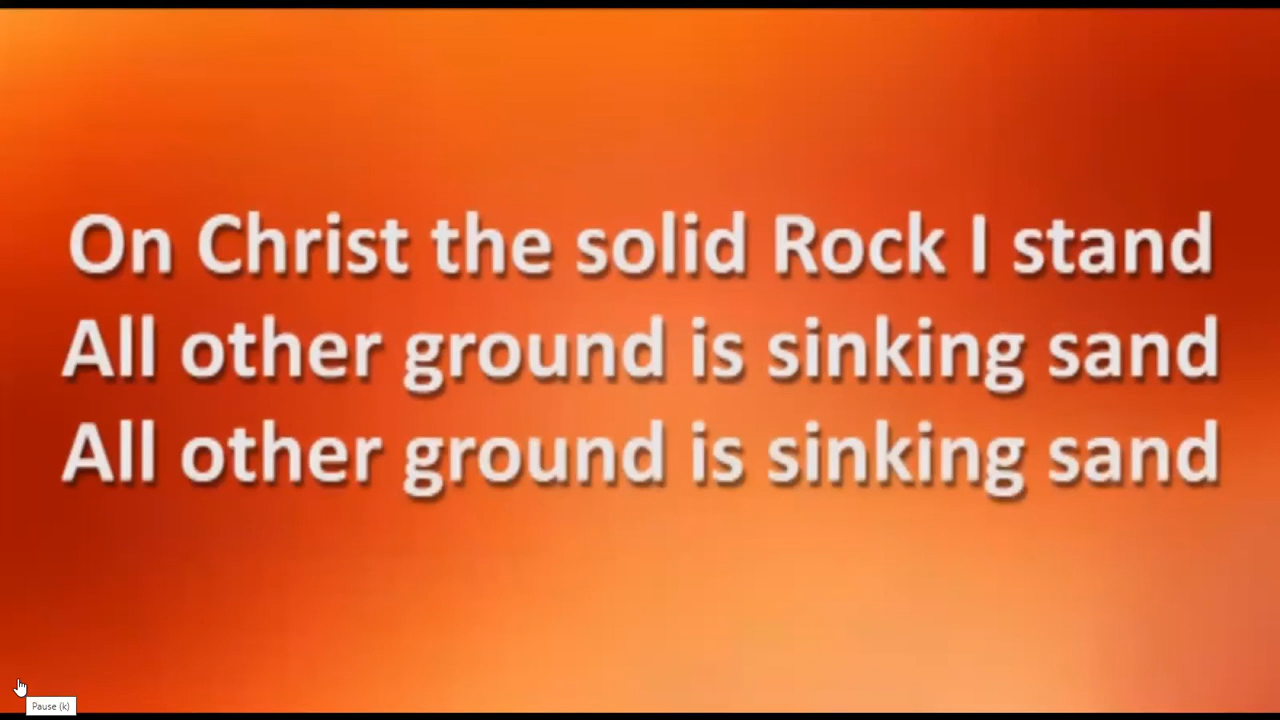 On Christ the solid Rock I stand
All other ground is sinking sand
All other ground is sinking sand
Pause (k)